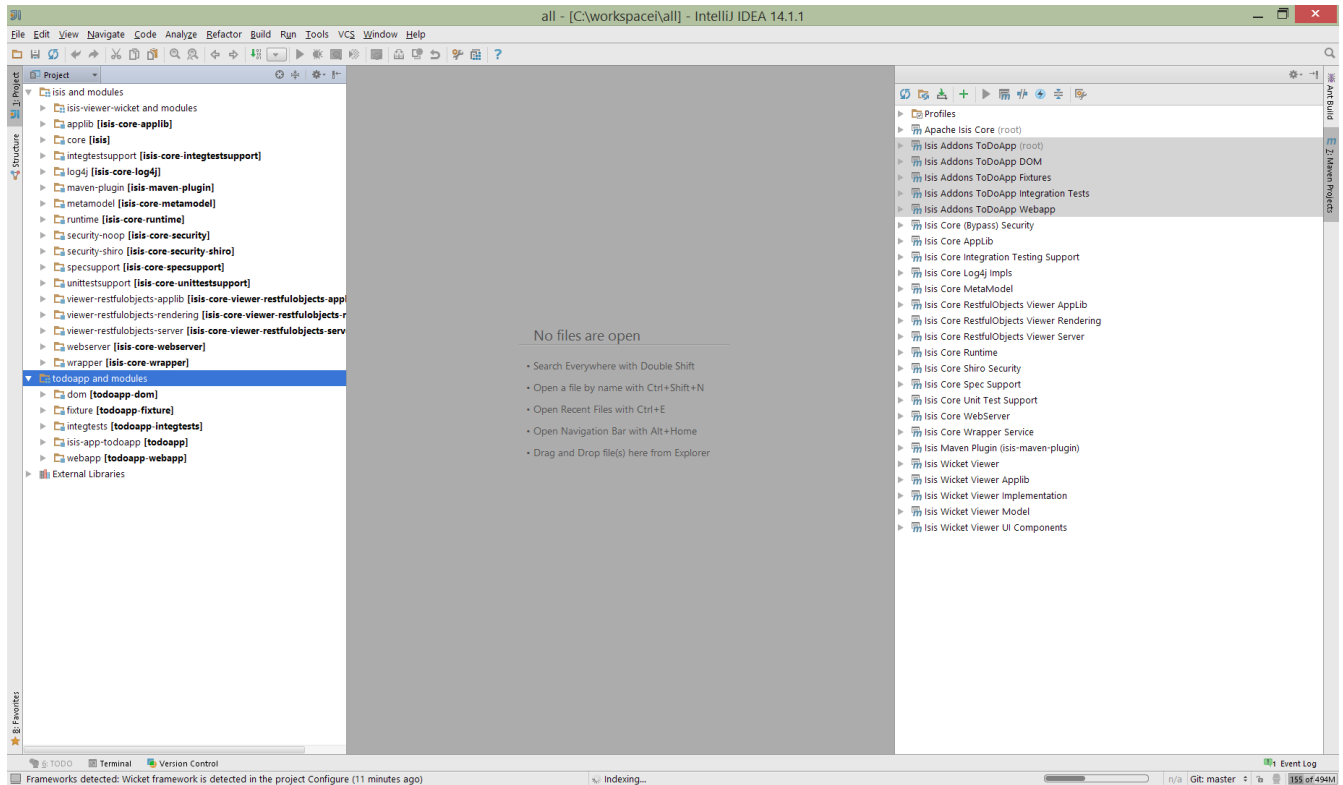 all - [C:\workspacei\all] - IntelliJ IDEA 14.1.1
File Edit View Navigate Code Analyze Refactor Build Run Tools VCS Window Help
1: Project
Structure
8: Favorites
Project
isis and modules
isis-viewer-wicket and modules
applib [isis-core-applib]
core [isis]
integtestsupport [isis-core-integtestsupport]
log4j [isis-core-log4j]
maven-plugin [isis-maven-plugin]
metamodel [isis-core-metamodel]
runtime [isis-core-runtime]
security-noop [isis-core-security]
security-shiro [isis-core-security-shiro]
specsupport [isis-core-specsupport]
unittestsupport [isis-core-unittestsupport]
viewer-restfulobjects-applib [isis-core-viewer-restfulobjects-appl
viewer-restfulobjects-rendering [isis-core-viewer-restfulobjects-r
viewer-restfulobjects-server [isis-core-viewer-restfulobjects-serv
webserver [isis-core-webserver]
wrapper [isis-core-wrapper]
todoapp and modules
dom [todoapp-dom]
fixture [todoapp-fixture]
integtests [todoapp-integtests]
isis-app-todoapp [todoapp]
webapp [todoapp-webapp]
External Libraries
No files are open
• Search Everywhere with Double Shift
• Open a file by name with Ctrl+Shift+N
• Open Recent Files with Ctrl+E
• Open Navigation Bar with Alt+Home
• Drag and Drop file(s) here from Explorer
Profiles
Apache Isis Core (root)
Isis Addons ToDoApp (root)
Isis Addons ToDoApp DOM
Isis Addons ToDoApp Fixtures
Isis Addons ToDoApp Integration Tests
Isis Addons ToDoApp Webapp
Isis Core (Bypass) Security
Isis Core AppLib
Isis Core Integration Testing Support
Isis Core Log4j Impls
Isis Core MetaModel
Isis Core RestfulObjects Viewer AppLib
Isis Core RestfulObjects Viewer Rendering
Isis Core RestfulObjects Viewer Server
Isis Core Runtime
Isis Core Shiro Security
Isis Core Spec Support
Isis Core Unit Test Support
Isis Core WebServer
Isis Core Wrapper Service
Isis Maven Plugin (isis-maven-plugin)
Isis Wicket Viewer
Isis Wicket Viewer Applib
Isis Wicket Viewer Implementation
Isis Wicket Viewer Model
Isis Wicket Viewer UI Components
Ant Build
Maven Projects
6: TODO Terminal Version Control 1 Event Log
Frameworks detected: Wicket framework is detected in the project Configure (11 minutes ago) Indexing... n/a Git: master 155 of 494M